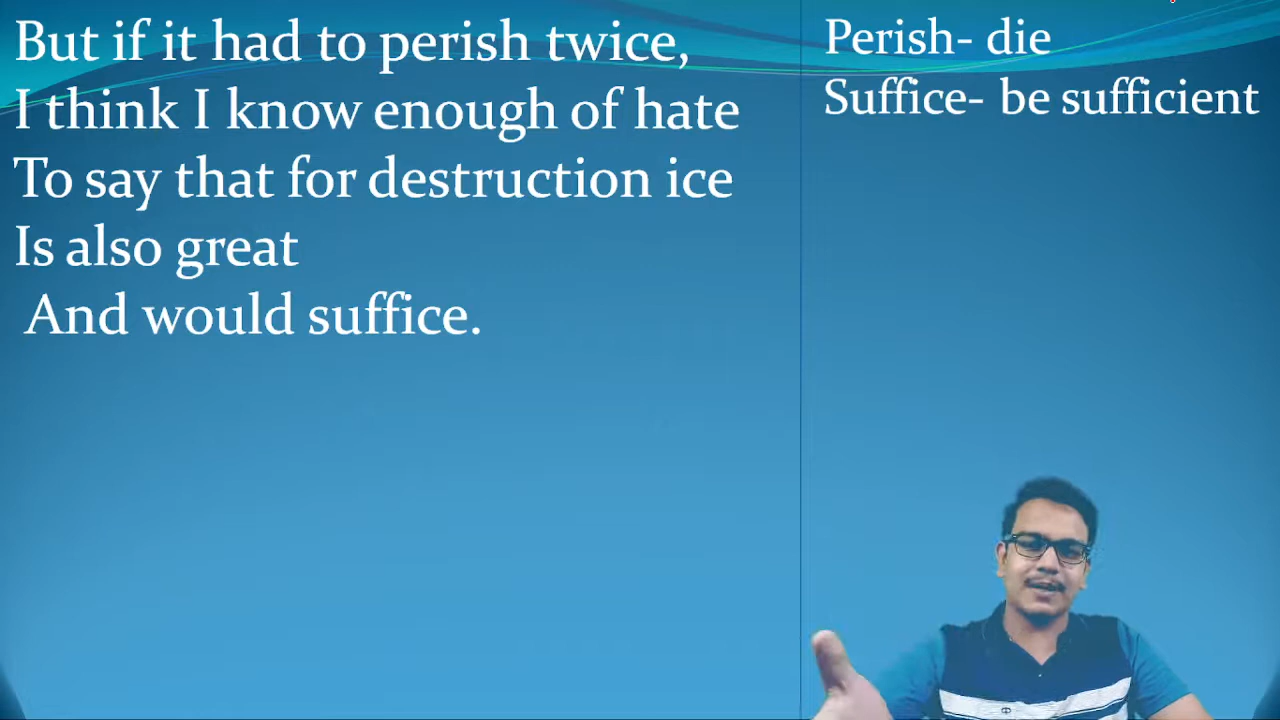 But if it had to perish twice,
I think I know enough of hate
To say that for destruction ice
Is also great
And would suffice.
Perish- die
Suffice- be sufficient